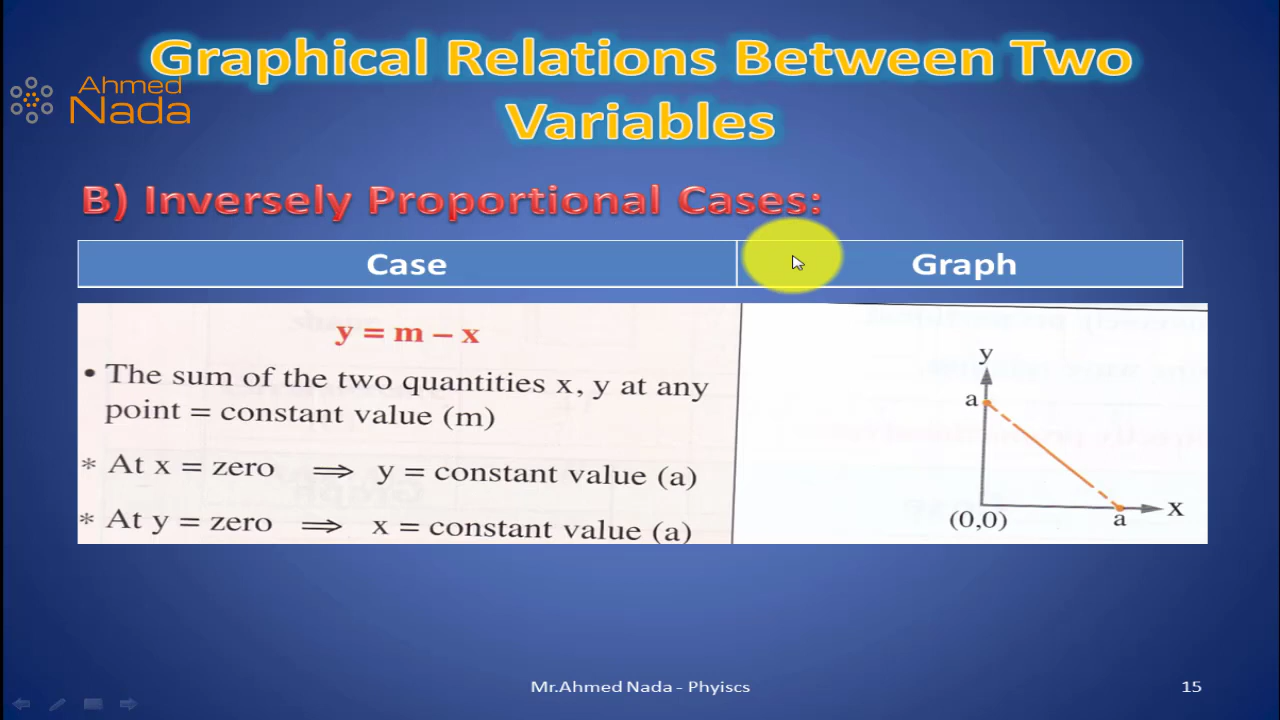 Graphical Relations Between Two
Variables
Ahmed
Nada
B) Inversely Proportional Cases:
Case
Graph
y = m – x
• The sum of the two quantities x, y at any
point = constant value (m)
* At x = zero ⇒ y = constant value (a)
* At y = zero ⇒ x = constant value (a)
y
a
(0,0)
a
x
Mr.Ahmed Nada - Phyiscs
15